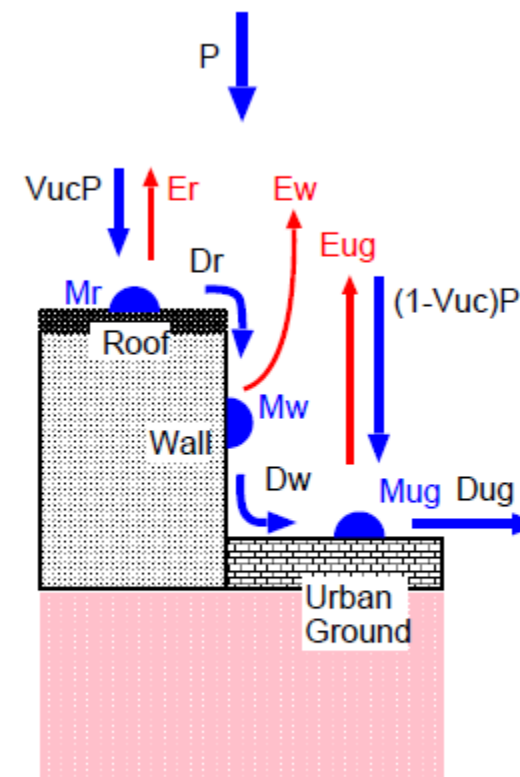 P
VucP
Er
Ew
Dr
Eug
Mr
(1-Vuc)P
Roof
Mw
Wall
Dw
Mug
Dug
Urban
Ground